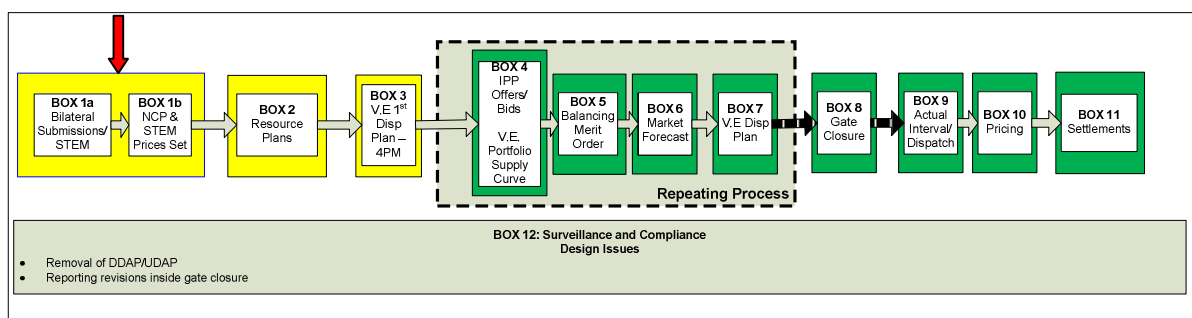 BOX 1a
Bilateral
Submissions/
STEM
BOX 1b
NCP &
STEM
Prices Set
BOX 2
Resource
Plans
BOX 3
V.E 1st
Disp
Plan –
4PM
BOX 4
IPP
Offers/
Bids
V.E.
Portfolio
Supply
Curve
BOX 5
Balancing
Merit
Order
BOX 6
Market
Forecast
BOX 7
V.E Disp
Plan
Repeating Process
BOX 8
Gate
Closure
BOX 9
Actual
Interval/
Dispatch
BOX 10
Pricing
BOX 11
Settlements
BOX 12: Surveillance and Compliance
Design Issues
• Removal of DDAP/UDAP
• Reporting revisions inside gate closure